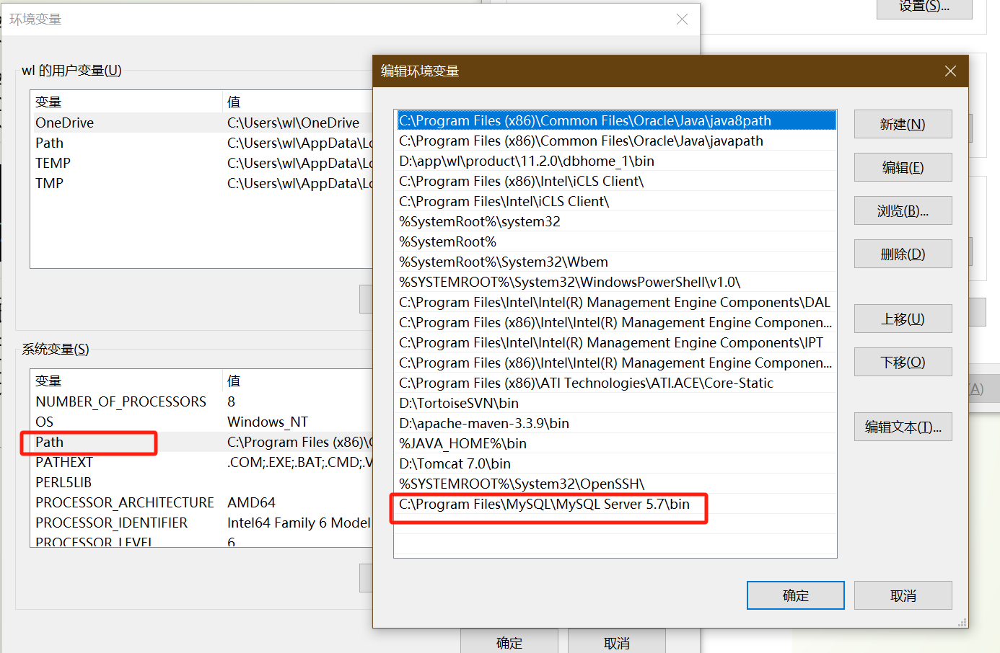 设置(S)...
环境变量
wl 的用户变量(U)
变量 值
OneDrive C:\Users\wl\OneDrive
Path C:\Users\wl\AppData\Lo
TEMP C:\Users\wl\AppData\Lo
TMP C:\Users\wl\AppData\Lo
系统变量(S)
变量 值
NUMBER_OF_PROCESSORS 8
OS Windows_NT
Path C:\Program Files (x86)\C
PATHEXT .COM;.EXE;.BAT;.CMD;.V
PERL5LIB
PROCESSOR_ARCHITECTURE AMD64
PROCESSOR_IDENTIFIER Intel64 Family 6 Model
PROCESSOR_LEVEL 6
确定 取消
编辑环境变量
C:\Program Files (x86)\Common Files\Oracle\Java\java8path
C:\Program Files (x86)\Common Files\Oracle\Java\javapath
D:\app\wl\product\11.2.0\dbhome_1\bin
C:\Program Files (x86)\Intel\iCLS Client\
C:\Program Files\Intel\iCLS Client\
%SystemRoot%\system32
%SystemRoot%
%SystemRoot%\System32\Wbem
%SYSTEMROOT%\System32\WindowsPowerShell\v1.0\
C:\Program Files\Intel\Intel(R) Management Engine Components\DAL
C:\Program Files (x86)\Intel\Intel(R) Management Engine Componen...
C:\Program Files\Intel\Intel(R) Management Engine Components\IPT
C:\Program Files (x86)\Intel\Intel(R) Management Engine Componen...
C:\Program Files (x86)\ATI Technologies\ATI.ACE\Core-Static
D:\TortoiseSVN\bin
D:\apache-maven-3.3.9\bin
%JAVA_HOME%\bin
D:\Tomcat 7.0\bin
%SYSTEMROOT%\System32\OpenSSH\
C:\Program Files\MySQL\MySQL Server 5.7\bin
新建(N)
编辑(E)
浏览(B)...
删除(D)
上移(U)
下移(O)
编辑文本(T)...
确定 取消
(A)